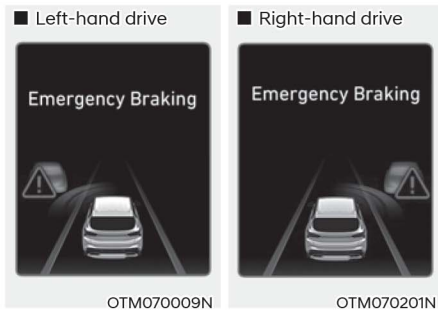 ■ Left-hand drive
Emergency Braking
OTM070009N
■ Right-hand drive
Emergency Braking
OTM070201N